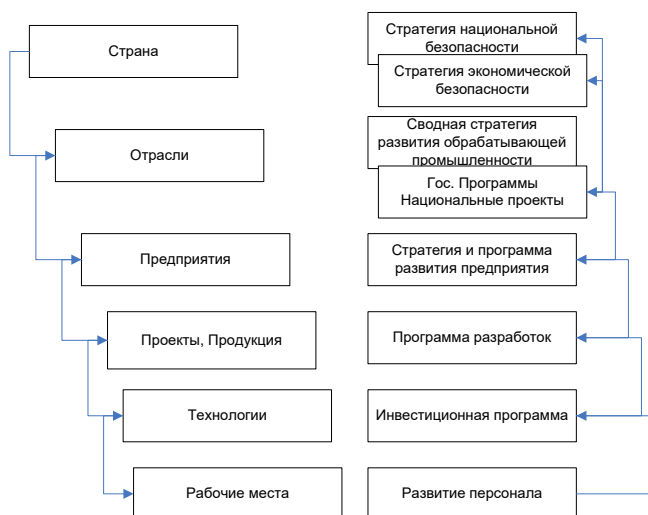 Страна
Стратегия национальной
безопасности
Стратегия экономической
безопасности
Отрасли
Сводная стратегия
развития обрабатывающей
промышленности
Гос. Программы
Национальные проекты
Предприятия
Стратегия и программа
развития предприятия
Проекты, Продукция
Программа разработок
Технологии
Инвестиционная программа
Рабочие места
Развитие персонала